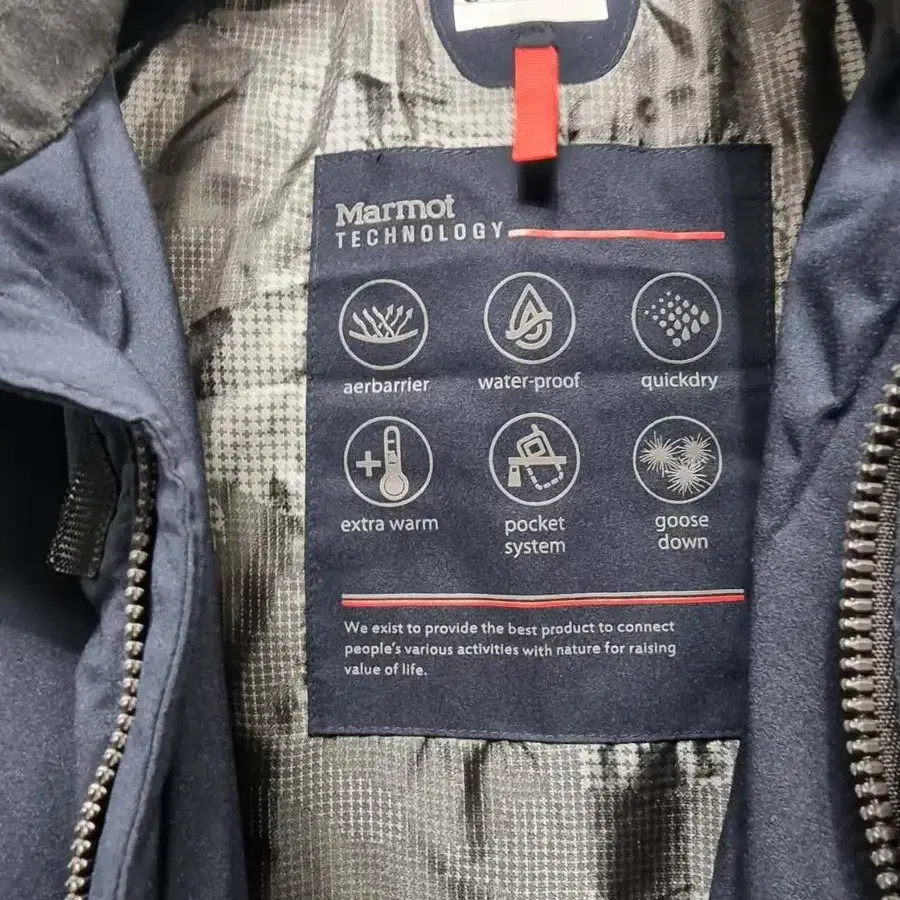 Marmot
TECHNOLOGY
aerbarrier water-proof quickdry
extra warm pocket system goose down
We exist to provide the best product to connect
people's various activities with nature for raising
value of life.